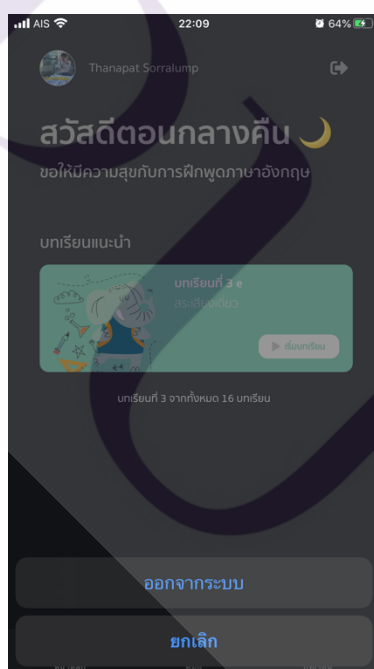 AIS 22:09 64%
Thanapat Sorralump
สวัสดีตอนกลางคืน
ขอให้มีความสุขกับการฝึกพูดภาษาอังกฤษ
บทเรียนแนะนำ
บทเรียนที่ 3 e
สระเสียงเดี่ยว
เริ่มบทเรียน
บทเรียนที่ 3 จากทั้งหมด 16 บทเรียน
ออกจากระบบ
ยกเลิก